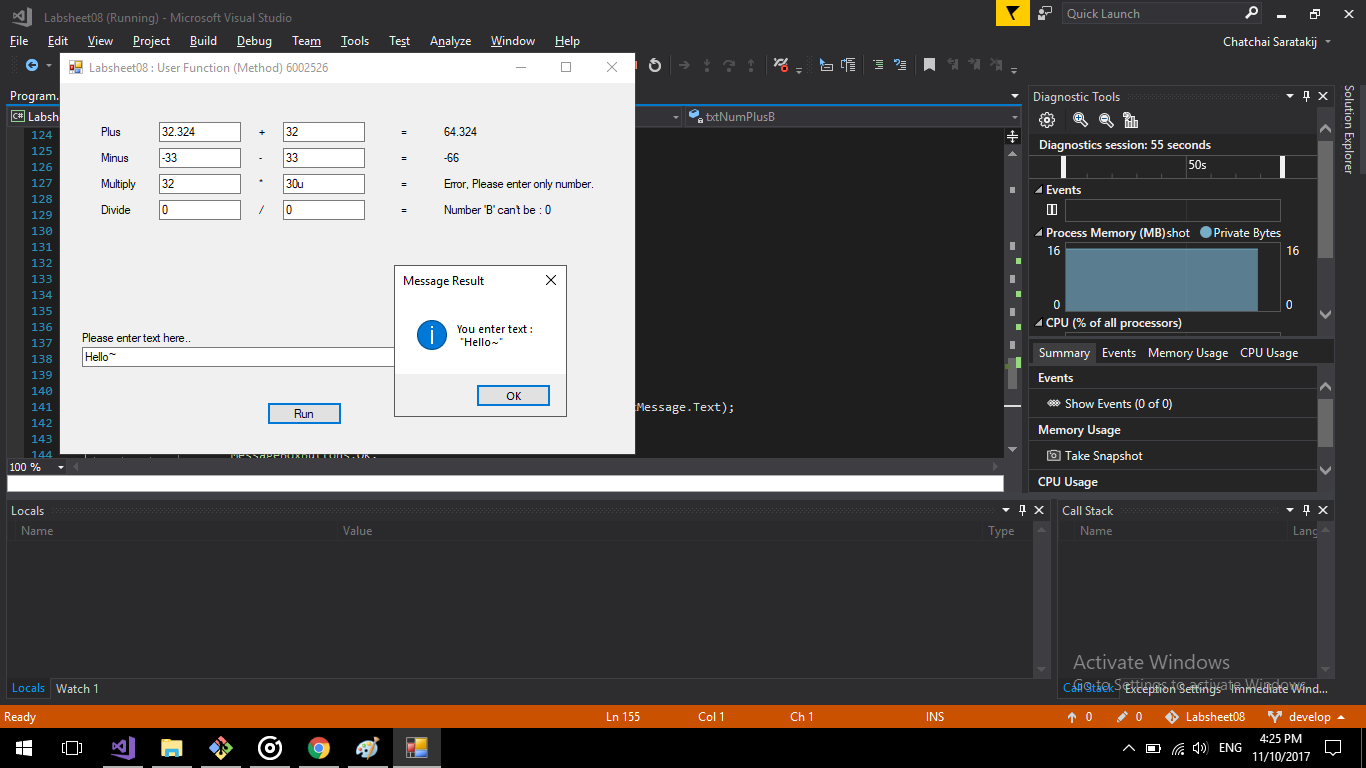 Labsheet08 (Running) - Microsoft Visual Studio
Quick Launch
File Edit View Project Build Debug Team Tools Test Analyze Window Help
Chatchai Saratakij
Labsheet08 : User Function (Method) 6002526
Program.
C# Labsh
txtNumPlusB
124
125
126
127
128
129
130
131
132
133
134
135
136
137
138
139
140
141
142
143
144
Plus 32.324 + 32 = 64.324
Minus -33 - 33 = -66
Multiply 32 * 30u = Error, Please enter only number.
Divide 0 / 0 = Number 'B' can't be : 0
Please enter text here..
Hello~
Run
Message Result
You enter text :
"Hello~"
OK
Message.Text);
MessageBoxButtons.OK,
100 %
Diagnostic Tools
Diagnostics session: 55 seconds
50s
Events
Process Memory (MB) shot Private Bytes
16 16
0 0
CPU (% of all processors)
Summary Events Memory Usage CPU Usage
Events
Show Events (0 of 0)
Memory Usage
Take Snapshot
CPU Usage
Solution Explorer
Locals
Name Value Type
Call Stack
Name Lang
Activate Windows
Go to Settings to activate Windows.
Locals Watch 1
Call Stack Exception Settings Immediate Wind...
Ready Ln 155 Col 1 Ch 1 INS 0 0 Labsheet08 develop
ENG
4:25 PM
11/10/2017